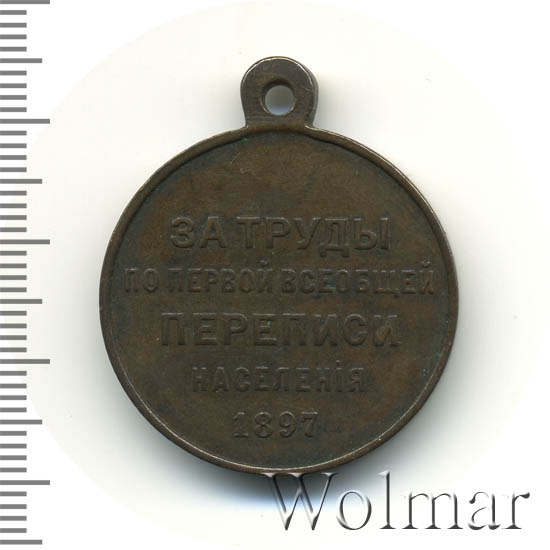 ЗА ТРУДЫ
ПО ПЕРВОЙ ВСЕОБЩЕЙ
ПЕРЕПИСИ
НАСЕЛЕНІЯ
1897
Wolmar